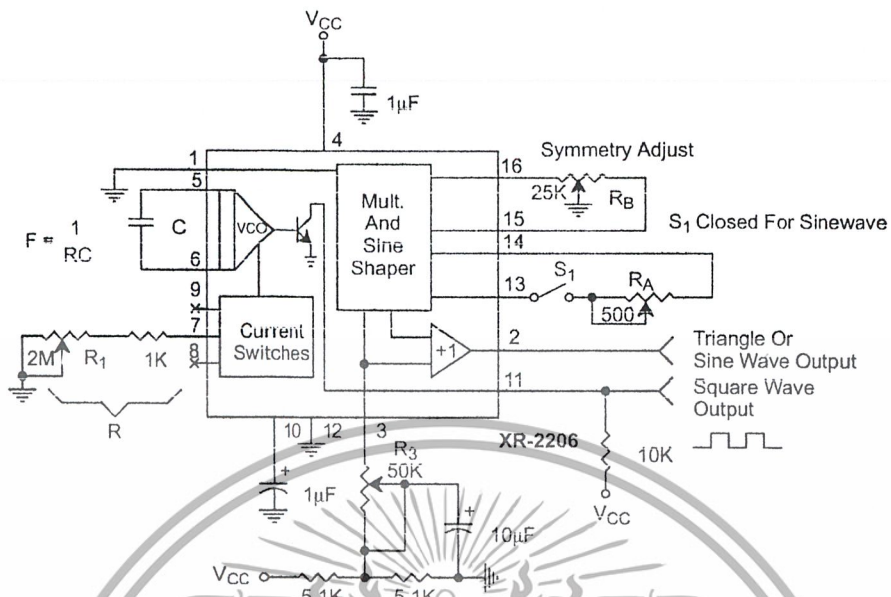 VCC
1µF
4
1
16
Symmetry Adjust
5
25K
RB
Mult.
And
Sine
Shaper
C
VCO
15
S1 Closed For Sinewave
14
F = 1
RC
6
S1
RA
13
500
9
7
Current
Switches
2M
R1
1K
8
+1
2
Triangle Or
Sine Wave Output
11
Square Wave
Output
R
10
12
3
XR-2206
10K
R3
50K
1µF
+
+
10µF
VCC
VCC
5.1K
5.1K